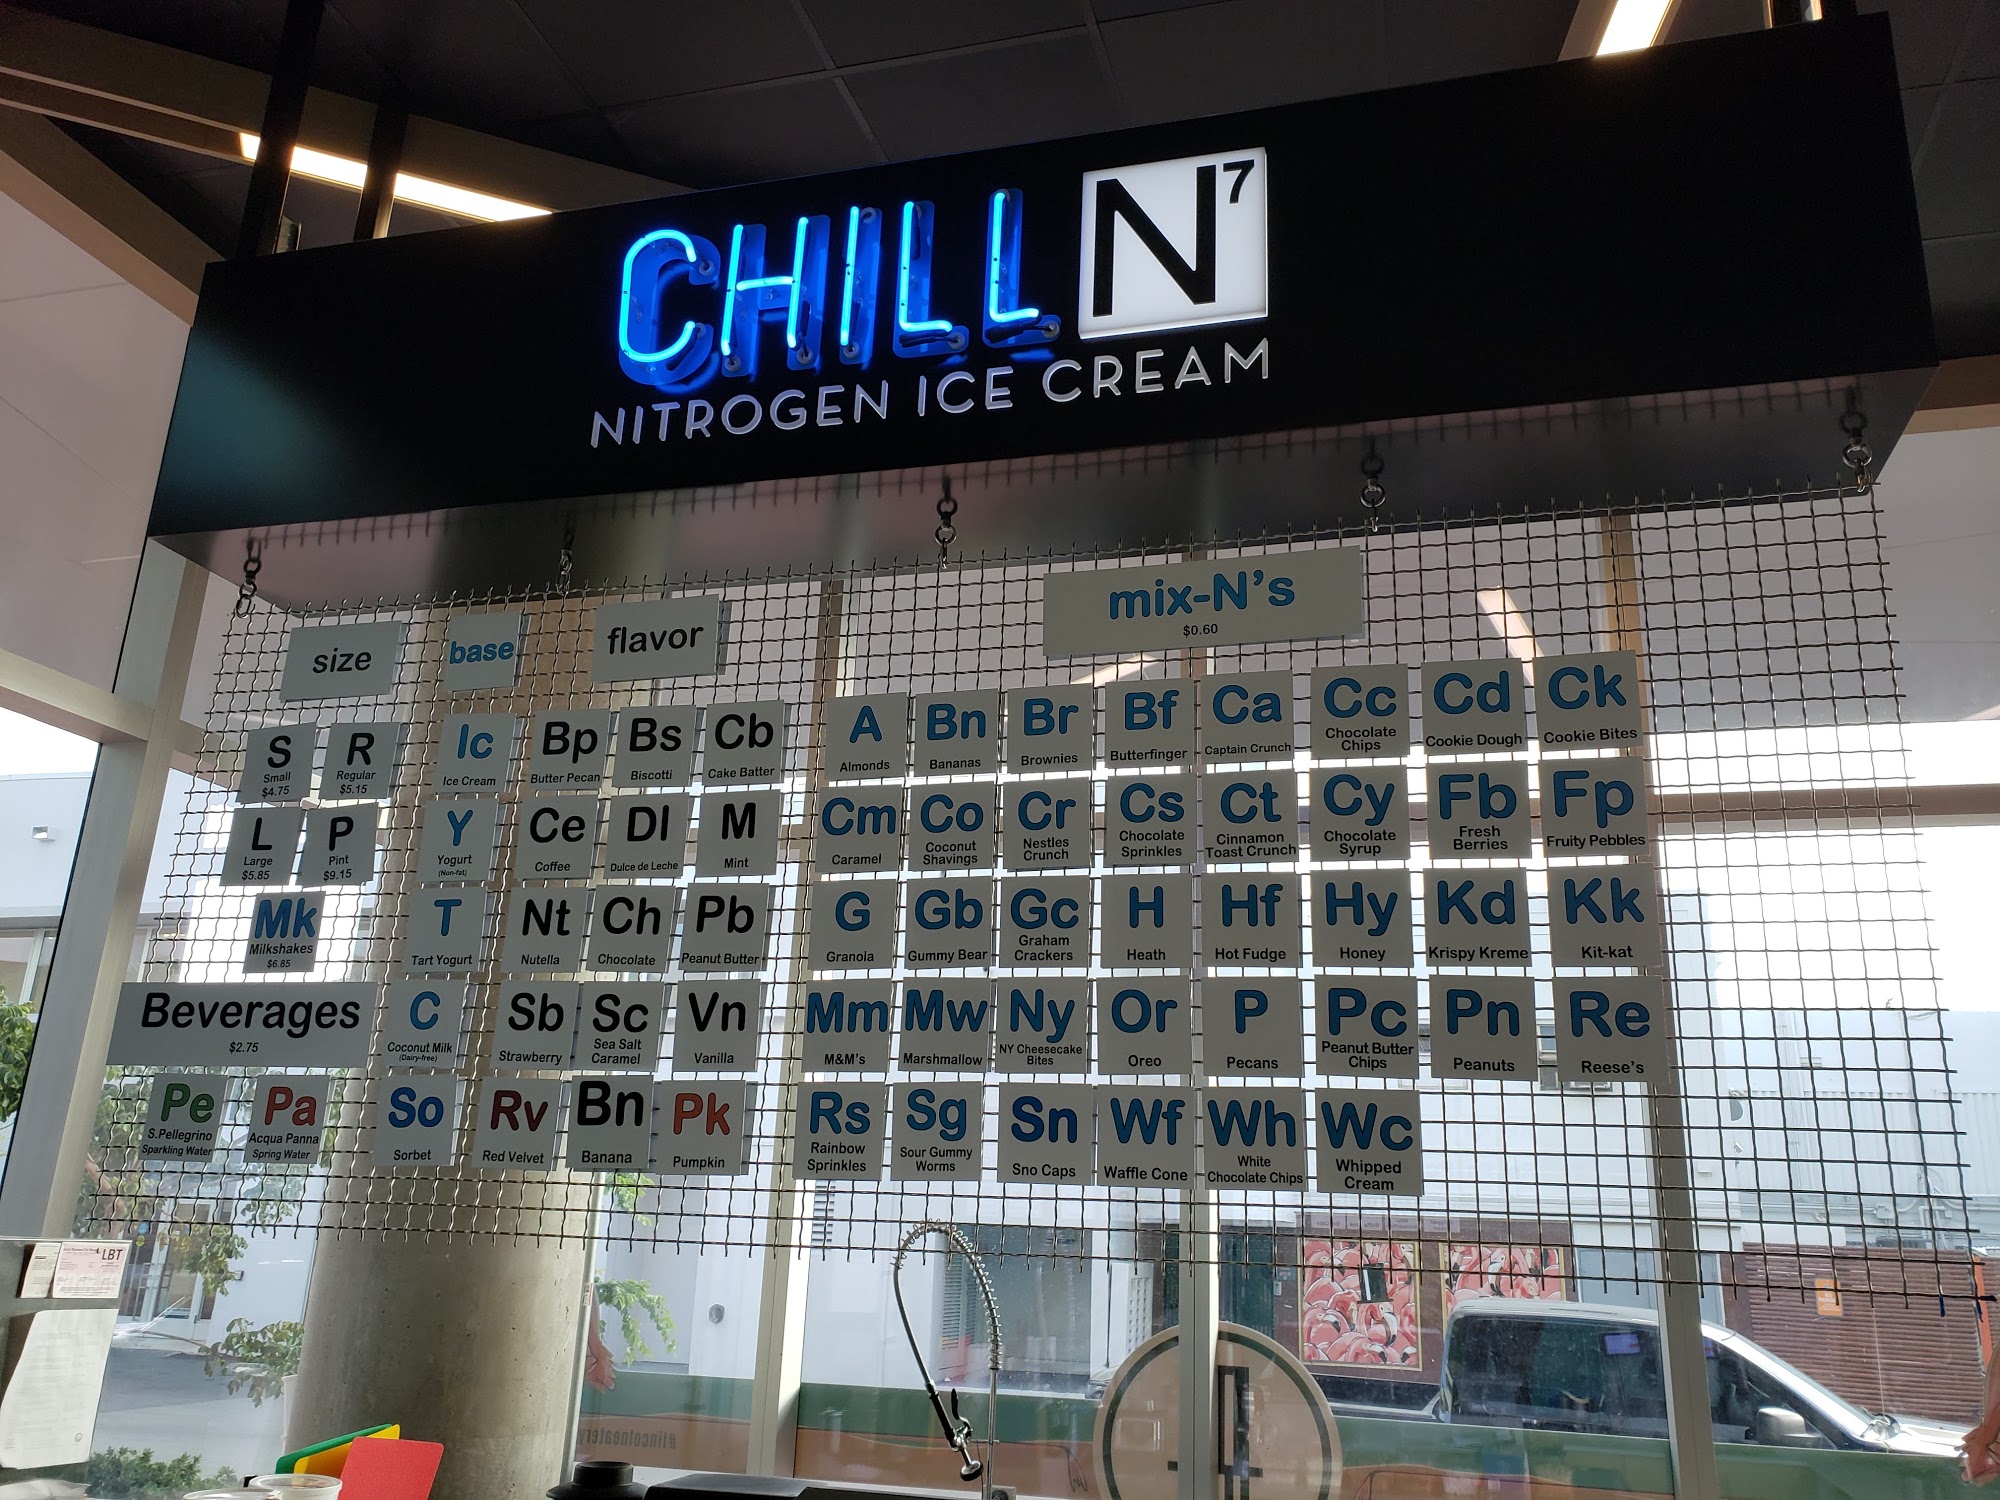 CHILL N7
NITROGEN ICE CREAM
size
base
flavor
mix-N's
$0.60
S
Small
$4.75
R
Regular
$5.15
L
Large
$5.85
P
Pint
$9.15
Mk
Milkshakes
$6.85
Beverages
$2.75
Pe
S.Pellegrino
Sparkling Water
Pa
Acqua Panna
Spring Water
Ic
Ice Cream
Y
Yogurt
(Non-fat)
T
Tart Yogurt
C
Coconut Milk
(Dairy-free)
So
Sorbet
Bp
Butter Pecan
Bs
Biscotti
Cb
Cake Batter
Ce
Coffee
Dl
Dulce de Leche
M
Mint
Nt
Nutella
Ch
Chocolate
Pb
Peanut Butter
Sb
Strawberry
Sc
Sea Salt
Caramel
Vn
Vanilla
Rv
Red Velvet
Bn
Banana
Pk
Pumpkin
A
Almonds
Bn
Bananas
Br
Brownies
Bf
Butterfinger
Ca
Captain Crunch
Cc
Chocolate
Chips
Cd
Cookie Dough
Ck
Cookie Bites
Cm
Caramel
Co
Coconut
Shavings
Cr
Nestles
Crunch
Cs
Chocolate
Sprinkles
Ct
Cinnamon
Toast Crunch
Cy
Chocolate
Syrup
Fb
Fresh
Berries
Fp
Fruity Pebbles
G
Granola
Gb
Gummy Bear
Gc
Graham
Crackers
H
Heath
Hf
Hot Fudge
Hy
Honey
Kd
Krispy Kreme
Kk
Kit-kat
Mm
M&M's
Mw
Marshmallow
Ny
NY Cheesecake
Bites
Or
Oreo
P
Pecans
Pc
Peanut Butter
Chips
Pn
Peanuts
Re
Reese's
Rs
Rainbow
Sprinkles
Sg
Sour Gummy
Worms
Sn
Sno Caps
Wf
Waffle Cone
Wh
White
Chocolate Chips
Wc
Whipped
Cream
LBT
#lincolneatery